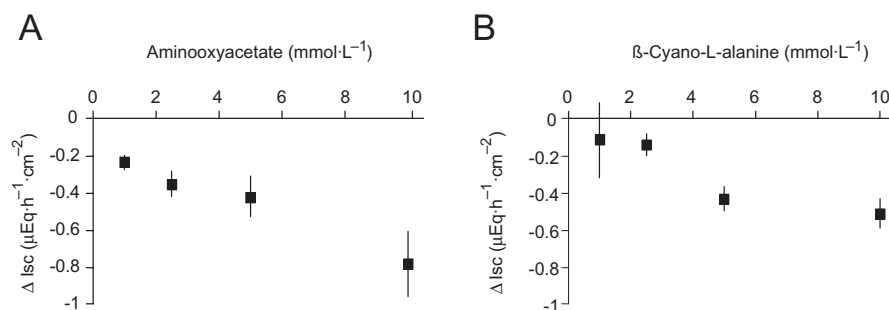 A
Aminooxyacetate (mmol·L⁻¹)
0 2 4 6 8 10
0
-0.2
-0.4
-0.6
-0.8
-1
Δ Isc (µEq·h⁻¹·cm⁻²)
B
ß-Cyano-L-alanine (mmol·L⁻¹)
0 2 4 6 8 10
0
-0.2
-0.4
-0.6
-0.8
-1
Δ Isc (µEq·h⁻¹·cm⁻²)